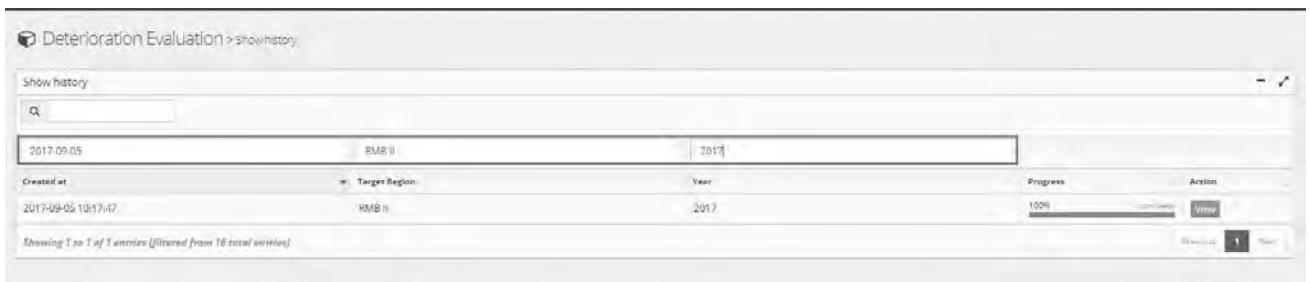 Deterioration Evaluation > Show history
Show history
2017-09-05 RMB II 2017
Created at Target Region Year Progress Action
2017-09-05 10:17:47 RMB II 2017 100% complete View
Showing 1 to 1 of 1 entries (filtered from 16 total entries)
Previous 1 Next